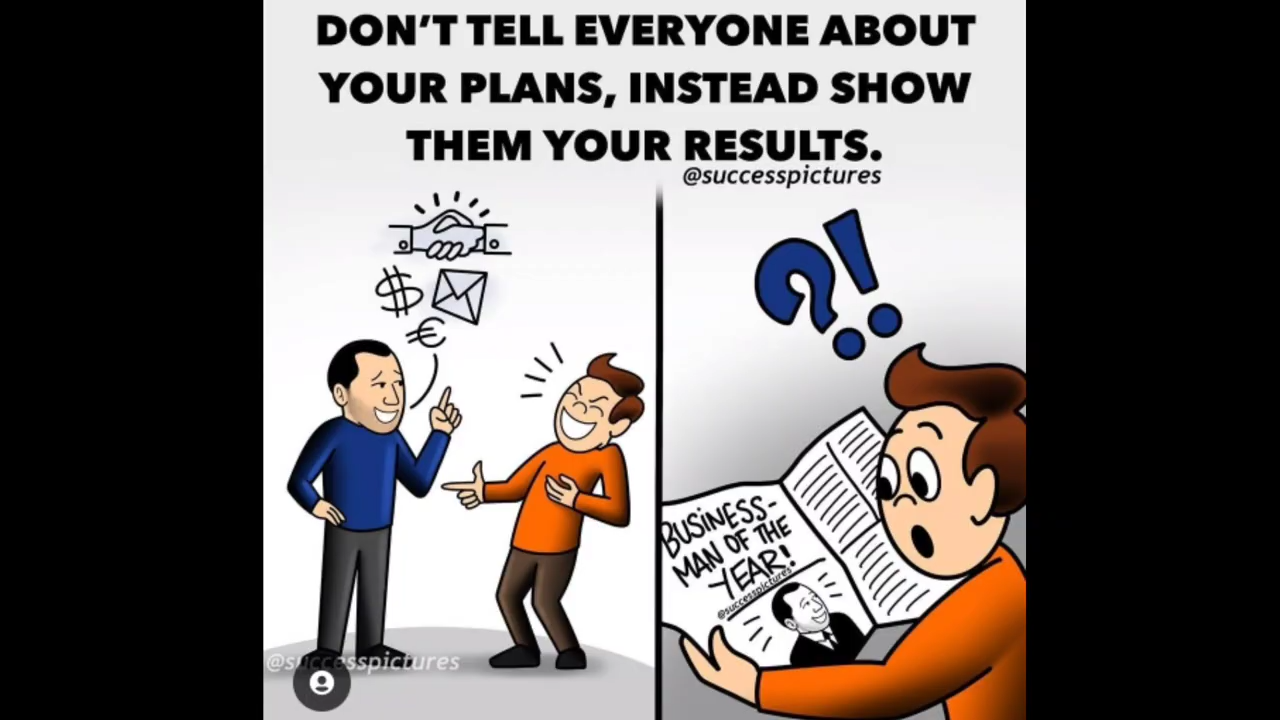 DON'T TELL EVERYONE ABOUT
YOUR PLANS, INSTEAD SHOW
THEM YOUR RESULTS.
@successpictures
$
€
?!
BUSINESS-
MAN OF THE
YEAR!
@successpictures
@successpictures